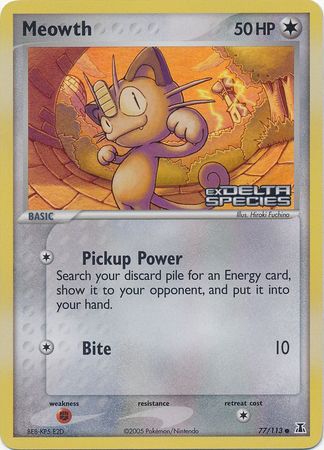 Meowth 50 HP
EX DELTA
SPECIES
BASIC
Illus. Hiroki Fuchino
Pickup Power
Search your discard pile for an Energy card,
show it to your opponent, and put it into
your hand.
Bite 10
weakness resistance retreat cost
©2005 Pokémon/Nintendo 77/113 ●